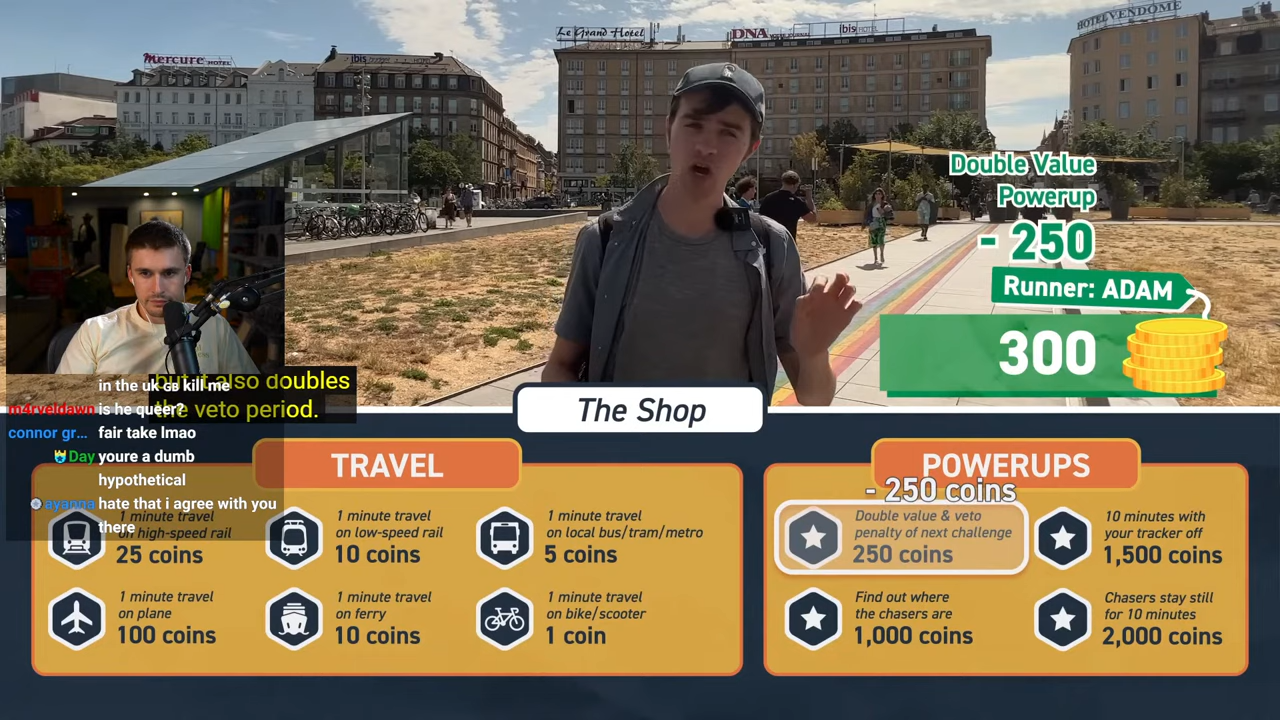 Mercure HOTEL
ibis
Le Grand Hotel
DNA
ibis HOTEL
HOTEL VENDOME
Double Value
Powerup
- 250
Runner: ADAM
300
but it also doubles
the veto period.
in the uk ca kill me
m4rveldawn is he queer?
connor gr... fair take lmao
Day youre a dumb
hypothetical
ayanna hate that i agree with you
there
The Shop
TRAVEL
1 minute travel
on high-speed rail
25 coins
1 minute travel
on low-speed rail
10 coins
1 minute travel
on local bus/tram/metro
5 coins
1 minute travel
on plane
100 coins
1 minute travel
on ferry
10 coins
1 minute travel
on bike/scooter
1 coin
POWERUPS
- 250 coins
Double value & veto
penalty of next challenge
250 coins
10 minutes with
your tracker off
1,500 coins
Find out where
the chasers are
1,000 coins
Chasers stay still
for 10 minutes
2,000 coins